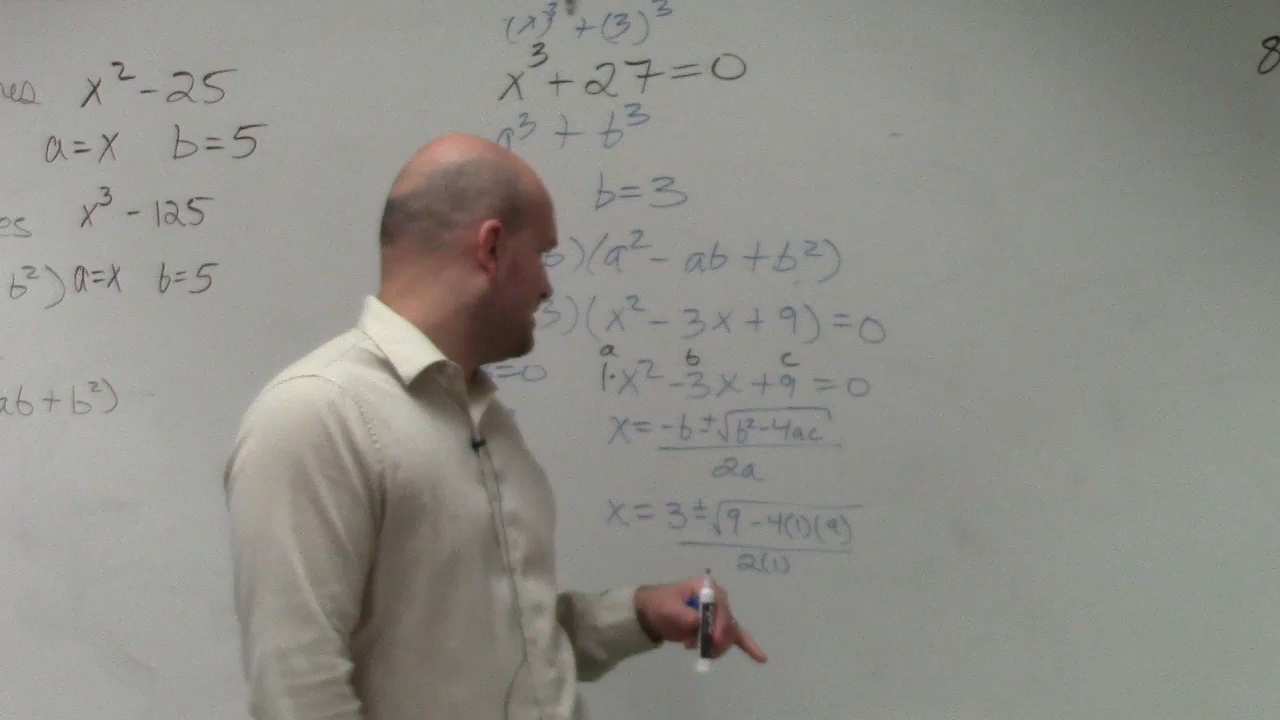 x² - 25
a = x b = 5
x³ - 125
b²) a = x b = 5
ab + b²)
(x)³ + (3)³
x³ + 27 = 0
a³ + b³
b = 3
)(a² - ab + b²)
3)(x² - 3x + 9) = 0
= 0
a b c
1·x² - 3x + 9 = 0
x = -b ± √b² - 4ac
2a
x = 3 ± √9 - 4(1)(9)
2(1)
8